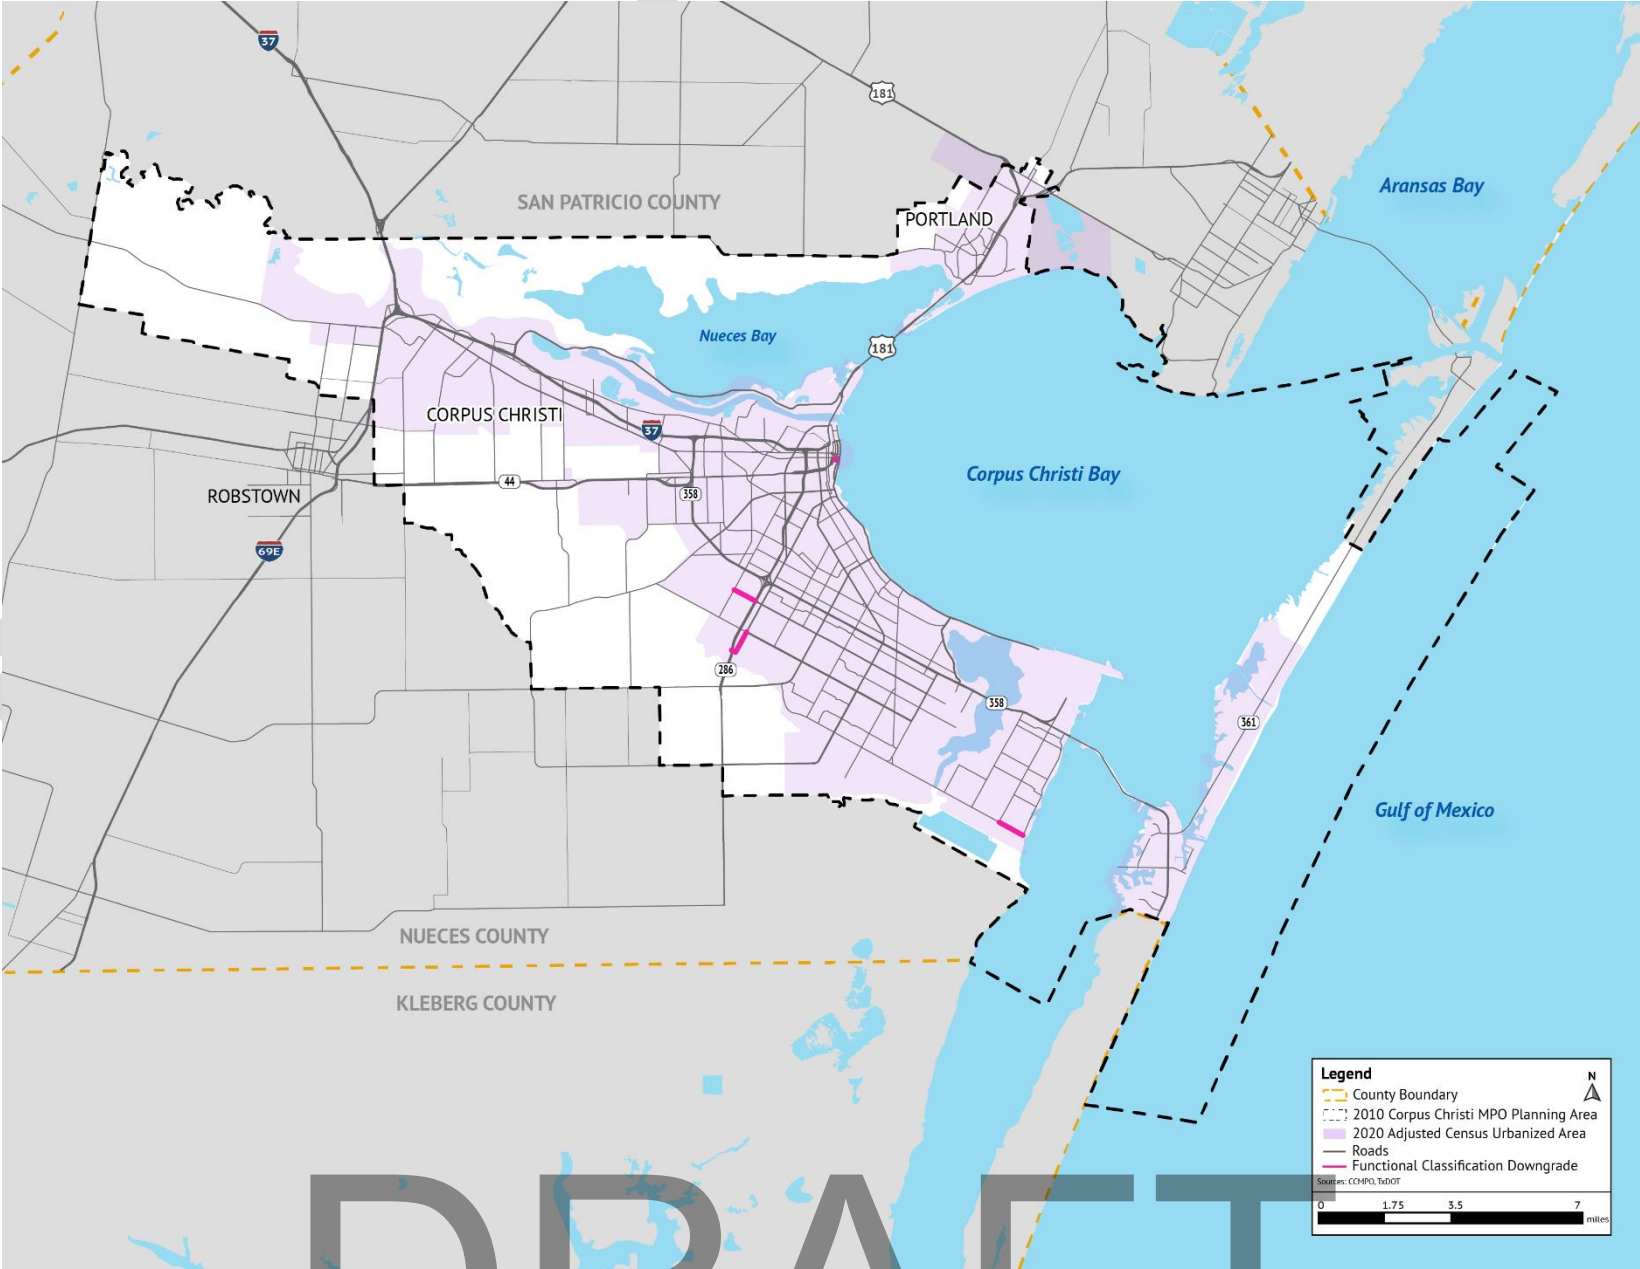 37
181
Aransas Bay
SAN PATRICIO COUNTY
PORTLAND
Nueces Bay
181
CORPUS CHRISTI
37
Corpus Christi Bay
44
358
ROBSTOWN
69E
286
358
361
Gulf of Mexico
NUECES COUNTY
KLEBERG COUNTY
Legend
N
County Boundary
2010 Corpus Christi MPO Planning Area
2020 Adjusted Census Urbanized Area
Roads
Functional Classification Downgrade
Sources: CCMPO, TxDOT
0 1.75 3.5 7
miles
DRAFT